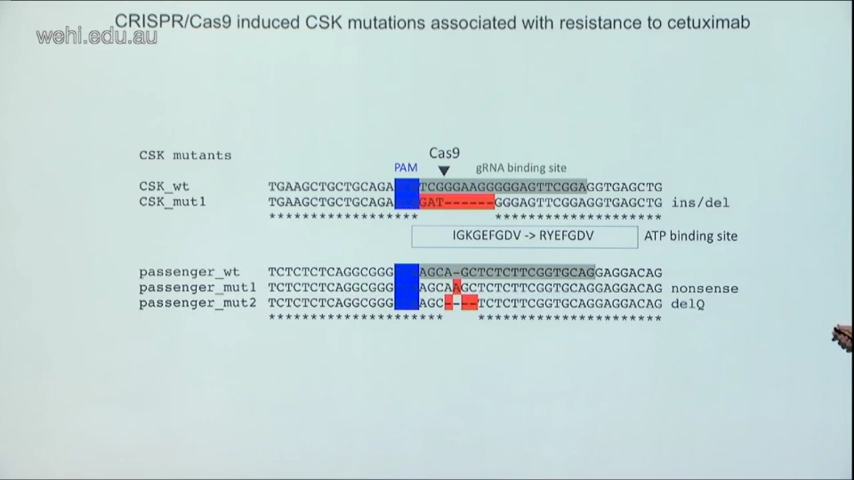 CRISPR/Cas9 induced CSK mutations associated with resistance to cetuximab
wehi.edu.au
Cas9
CSK mutants
PAM
gRNA binding site
CSK_wt TGAAGCTGCTGCAGA TCGGGAAGGGGGAGTTCGGAGGTGAGCTG
CSK_mut1 TGAAGCTGCTGCAGA GAT------GGGAGTTCGGAGGTGAGCTG ins/del
***************** *******************
IGKGEFGDV -> RYEFGDV ATP binding site
passenger_wt TCTCTCTCAGGCGGG AGCA-GCTCTCTTCGGTGCAGGAGGACAG
passenger_mut1 TCTCTCTCAGGCGGG AGCAAGCTCTCTTCGGTGCAGGAGGACAG nonsense
passenger_mut2 TCTCTCTCAGGCGGG AGC----TCTCTTCGGTGCAGGAGGACAG delQ
******************** *********************